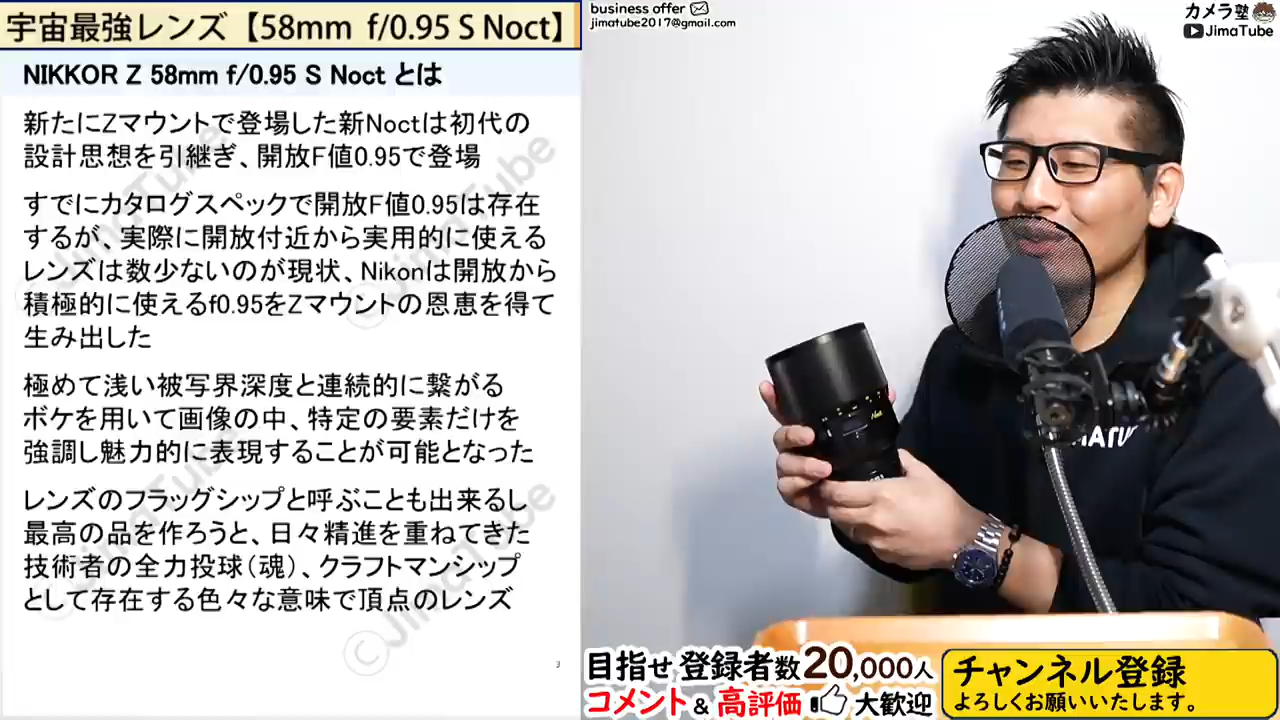 宇宙最強レンズ【58mm f/0.95 S Noct】
NIKKOR Z 58mm f/0.95 S Noct とは
新たにZマウントで登場した新Noctは初代の
設計思想を引継ぎ、開放F値0.95で登場
すでにカタログスペックで開放F値0.95は存在
するが、実際に開放付近から実用的に使える
レンズは数少ないのが現状、Nikonは開放から
積極的に使えるf0.95をZマウントの恩恵を得て
生み出した
極めて浅い被写界深度と連続的に繋がる
ボケを用いて画像の中、特定の要素だけを
強調し魅力的に表現することが可能となった
レンズのフラッグシップと呼ぶことも出来るし
最高の品を作ろうと、日々精進を重ねてきた
技術者の全力投球(魂)、クラフトマンシップ
として存在する色々な意味で頂点のレンズ
©JimaTube
3
business offer
jimatube2017@gmail.com
カメラ塾
JimaTube
Noct
目指せ 登録者数20,000人
コメント & 高評価 大歓迎
チャンネル登録
よろしくお願いいたします。